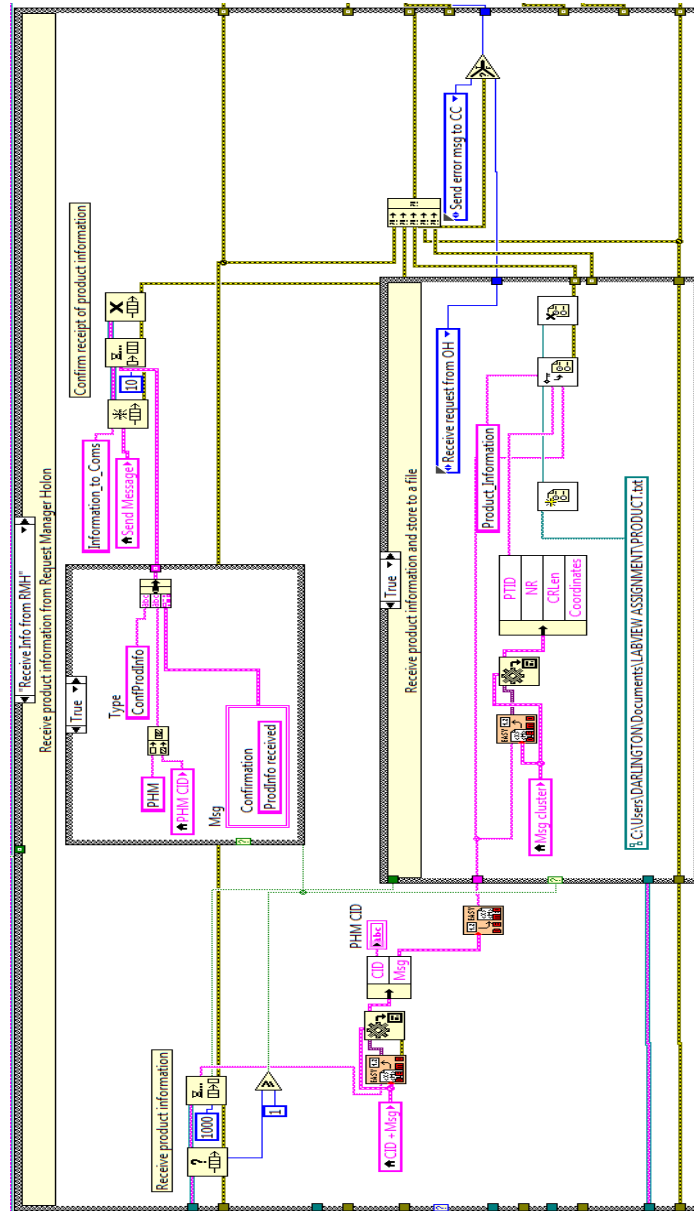 "Receive Info from RMH"
Receive product information from Request Manager Holon
Receive product information
1000
1
CID +Msg
PHM CID
abc
CID
Msg
True
Type
ConfProdInfo
PHM
PHM CID
Msg
Confirmation
ProdInfo received
Information_to_Coms
Send Message
10
Confirm receipt of product information
True
Receive product information and store to a file
Msg cluster
PTID
NR
CRLen
Coordinates
Product_Information
C:\Users\DARLINGTON\Documents\LABVIEW ASSIGNMENT\PRODUCT.txt
Receive request from OH
Send error msg to CC